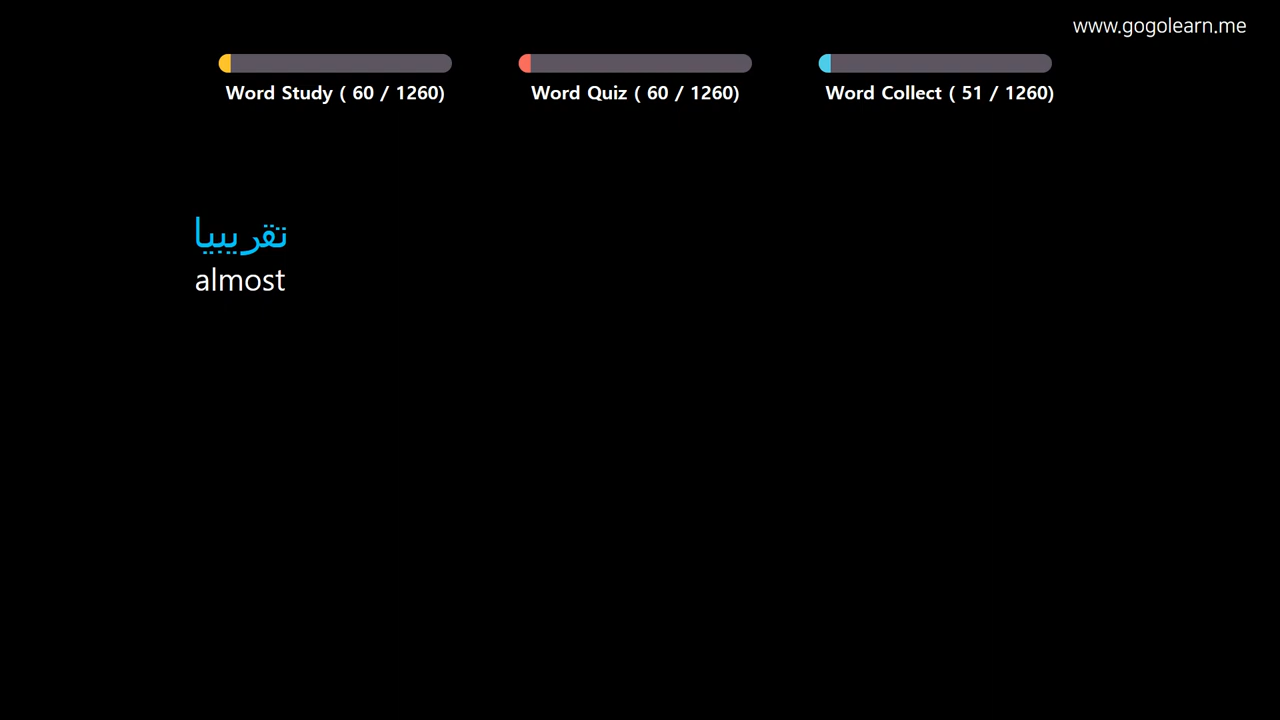 www.gogolearn.me
Word Study ( 60 / 1260)
Word Quiz ( 60 / 1260)
Word Collect ( 51 / 1260)
تقريبيا
almost